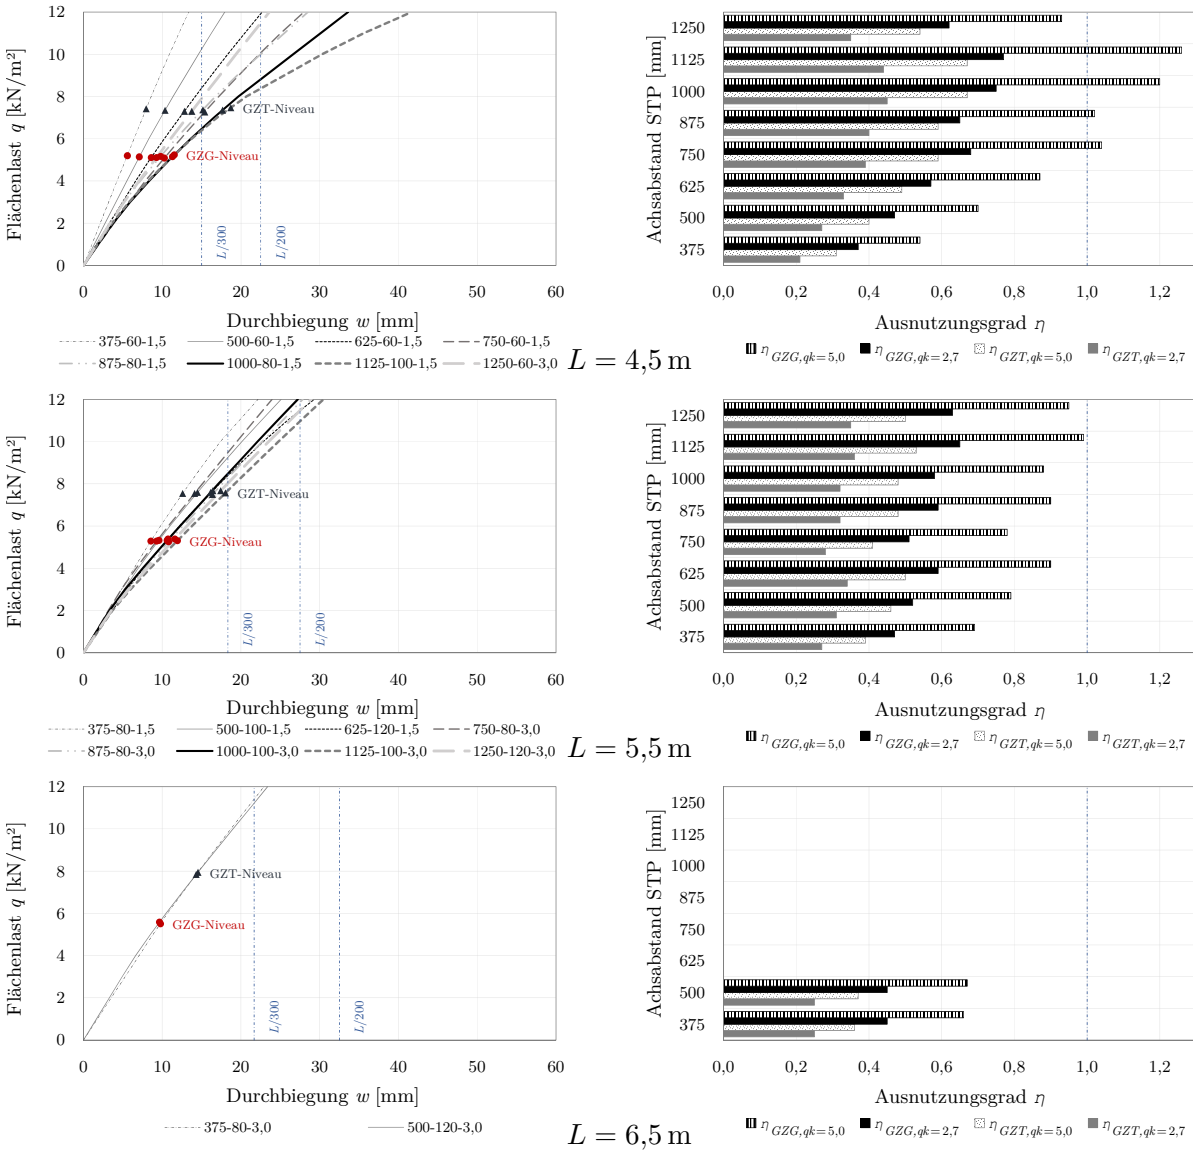 12
10
8
6
4
2
0
Flächenlast q [kN/m²]
GZT-Niveau
GZG-Niveau
L/300
L/200
0 10 20 30 40 50 60
Durchbiegung w [mm]
375-60-1,5 500-60-1,5 625-60-1,5 750-60-1,5
875-80-1,5 1000-80-1,5 1125-100-1,5 1250-60-3,0
L = 4,5 m
Achsabstand STP [mm]
1250
1125
1000
875
750
625
500
375
0,0 0,2 0,4 0,6 0,8 1,0 1,2
Ausnutzungsgrad η
η GZG,qk=5,0 η GZG,qk=2,7 η GZT,qk=5,0 η GZT,qk=2,7
12
10
8
6
4
2
0
Flächenlast q [kN/m²]
GZT-Niveau
GZG-Niveau
L/300
L/200
0 10 20 30 40 50 60
Durchbiegung w [mm]
375-80-1,5 500-100-1,5 625-120-1,5 750-80-3,0
875-80-3,0 1000-100-3,0 1125-100-3,0 1250-120-3,0
L = 5,5 m
Achsabstand STP [mm]
1250
1125
1000
875
750
625
500
375
0,0 0,2 0,4 0,6 0,8 1,0 1,2
Ausnutzungsgrad η
η GZG,qk=5,0 η GZG,qk=2,7 η GZT,qk=5,0 η GZT,qk=2,7
12
10
8
6
4
2
0
Flächenlast q [kN/m²]
GZT-Niveau
GZG-Niveau
L/300
L/200
0 10 20 30 40 50 60
Durchbiegung w [mm]
375-80-3,0 500-120-3,0
L = 6,5 m
Achsabstand STP [mm]
1250
1125
1000
875
750
625
500
375
0,0 0,2 0,4 0,6 0,8 1,0 1,2
Ausnutzungsgrad η
η GZG,qk=5,0 η GZG,qk=2,7 η GZT,qk=5,0 η GZT,qk=2,7